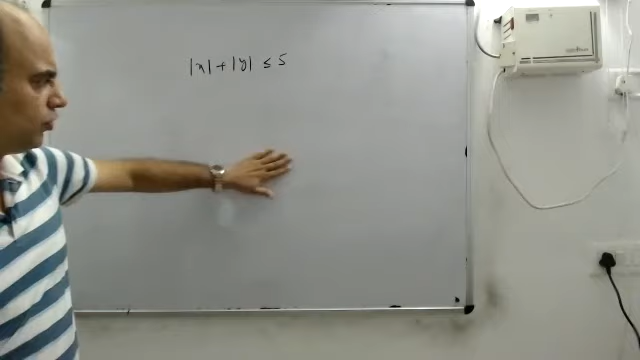 |x| + |y| ≤ 5